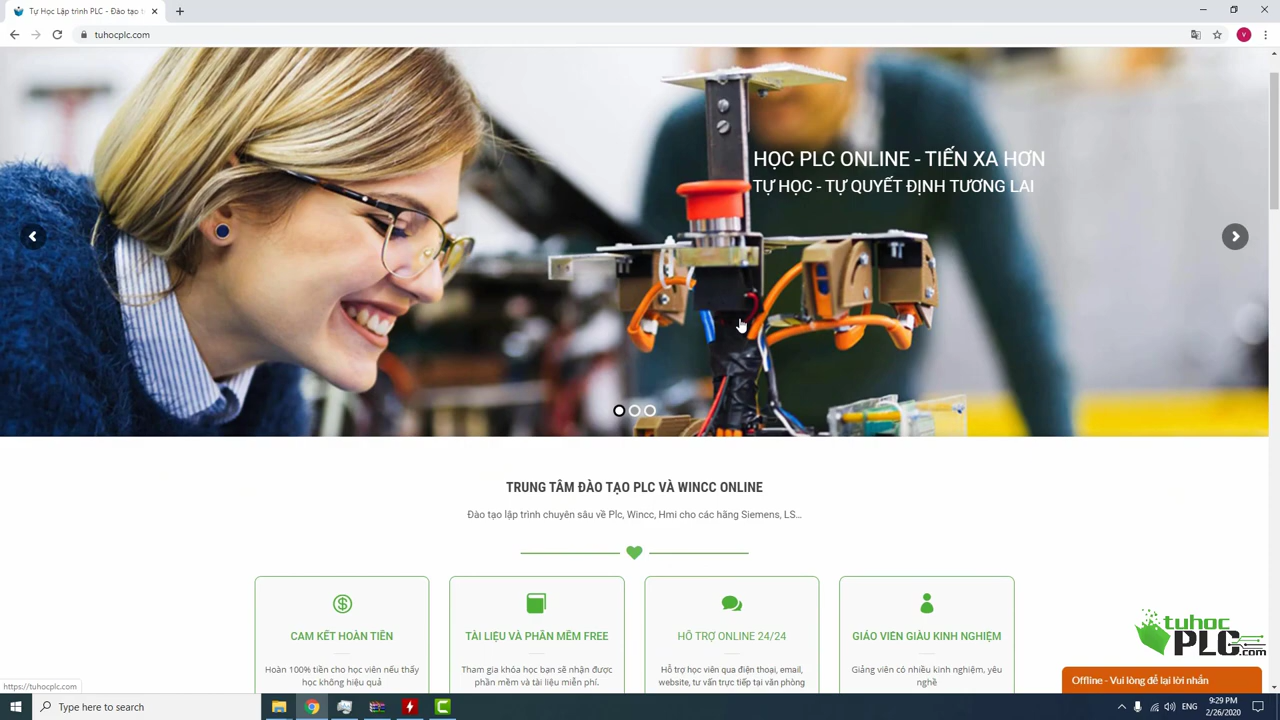 Tự Học Lập trình PLC - Đào tạo t
tuhocplc.com
V
HỌC PLC ONLINE - TIẾN XA HƠN
TỰ HỌC - TỰ QUYẾT ĐỊNH TƯƠNG LAI
TRUNG TÂM ĐÀO TẠO PLC VÀ WINCC ONLINE
Đào tạo lập trình chuyên sâu về Plc, Wincc, Hmi cho các hãng Siemens, LS...
CAM KẾT HOÀN TIỀN
Hoàn 100% tiền cho học viên nếu thấy
học không hiệu quả
TÀI LIỆU VÀ PHẦN MỀM FREE
Tham gia khóa học bạn sẽ nhận được
phần mềm và tài liệu miễn phí.
HỖ TRỢ ONLINE 24/24
Hỗ trợ học viên qua điện thoại, email,
website, tư vấn trực tiếp tại văn phòng
GIÁO VIÊN GIÀU KINH NGHIỆM
Giảng viên có nhiều kinh nghiệm, yêu
nghề
tuhoc
PLC.com
Offline - Vui lòng để lại lời nhắn
https://tuhocplc.com
Type here to search
ENG
9:29 PM
2/26/2020